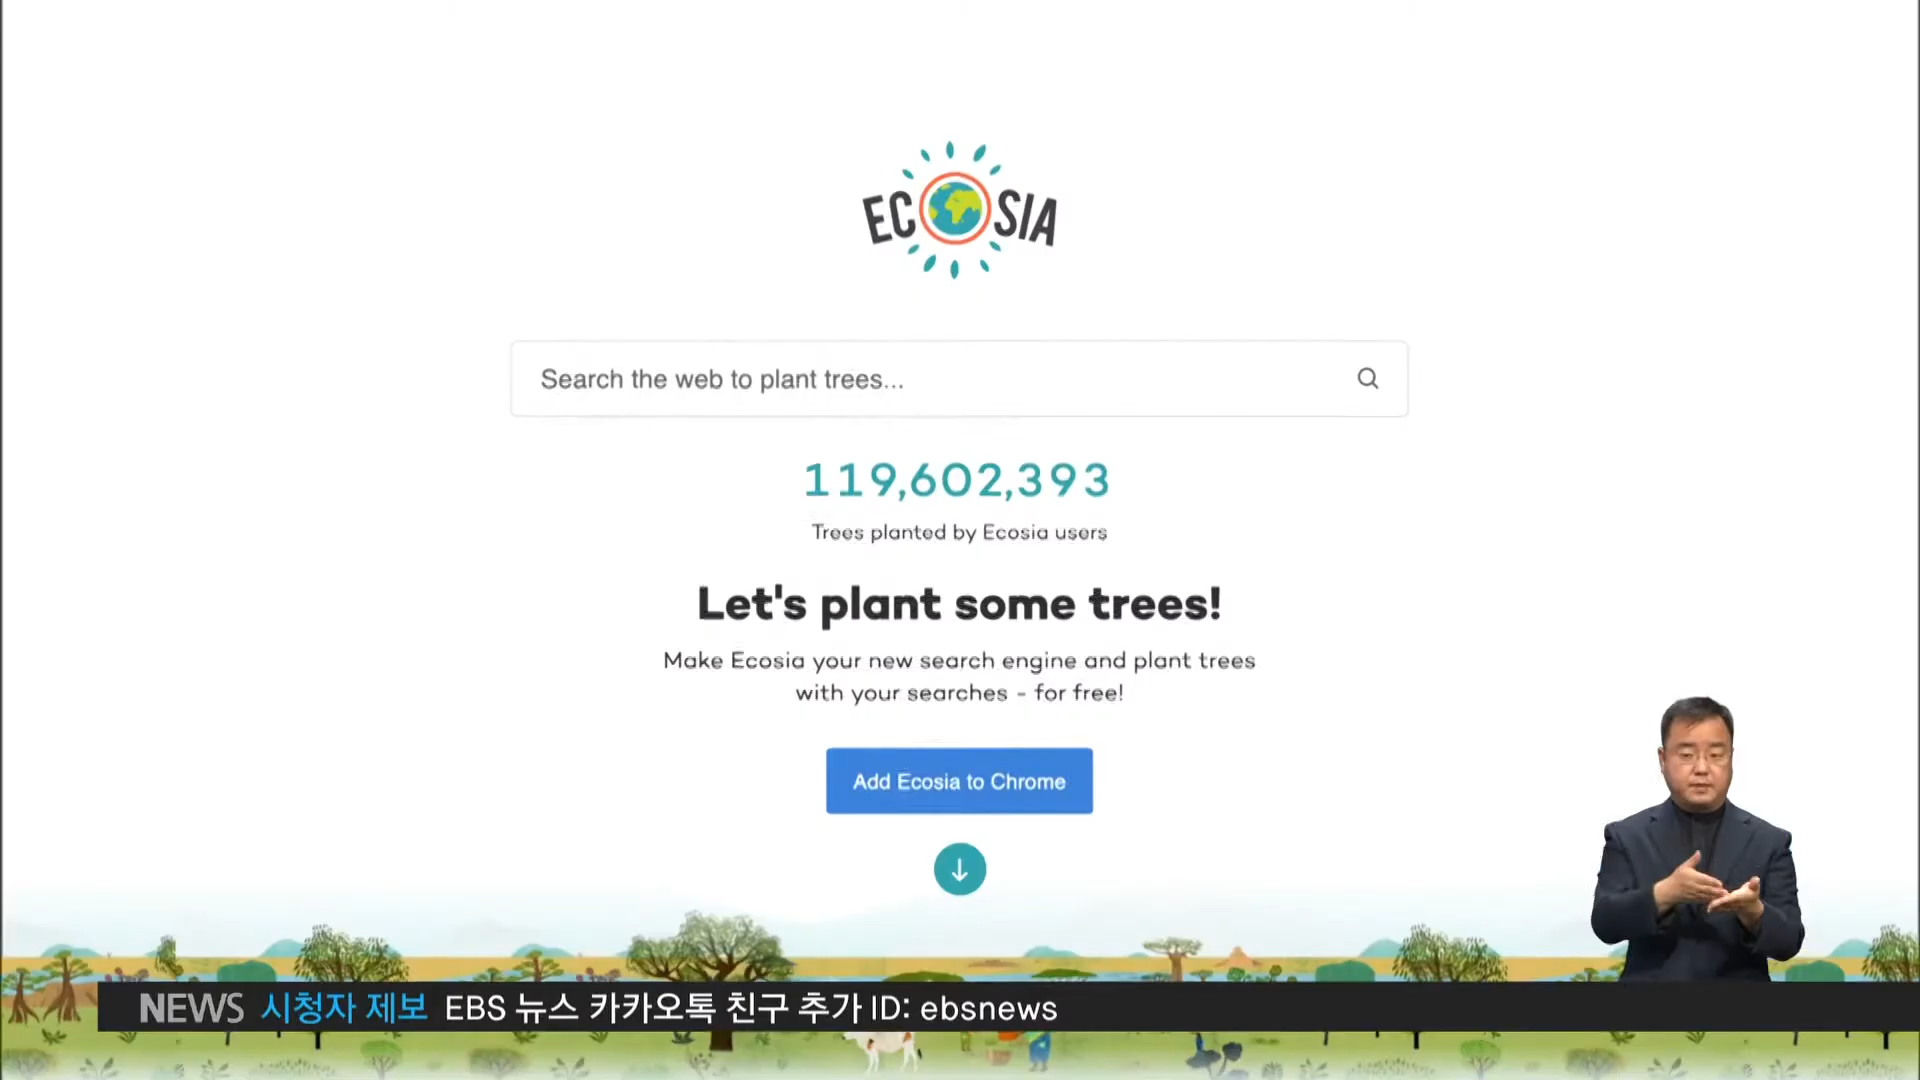 ECOSIA
Search the web to plant trees...
119,602,393
Trees planted by Ecosia users
Let's plant some trees!
Make Ecosia your new search engine and plant trees
with your searches - for free!
Add Ecosia to Chrome
NEWS 시청자 제보 EBS 뉴스 카카오톡 친구 추가 ID: ebsnews